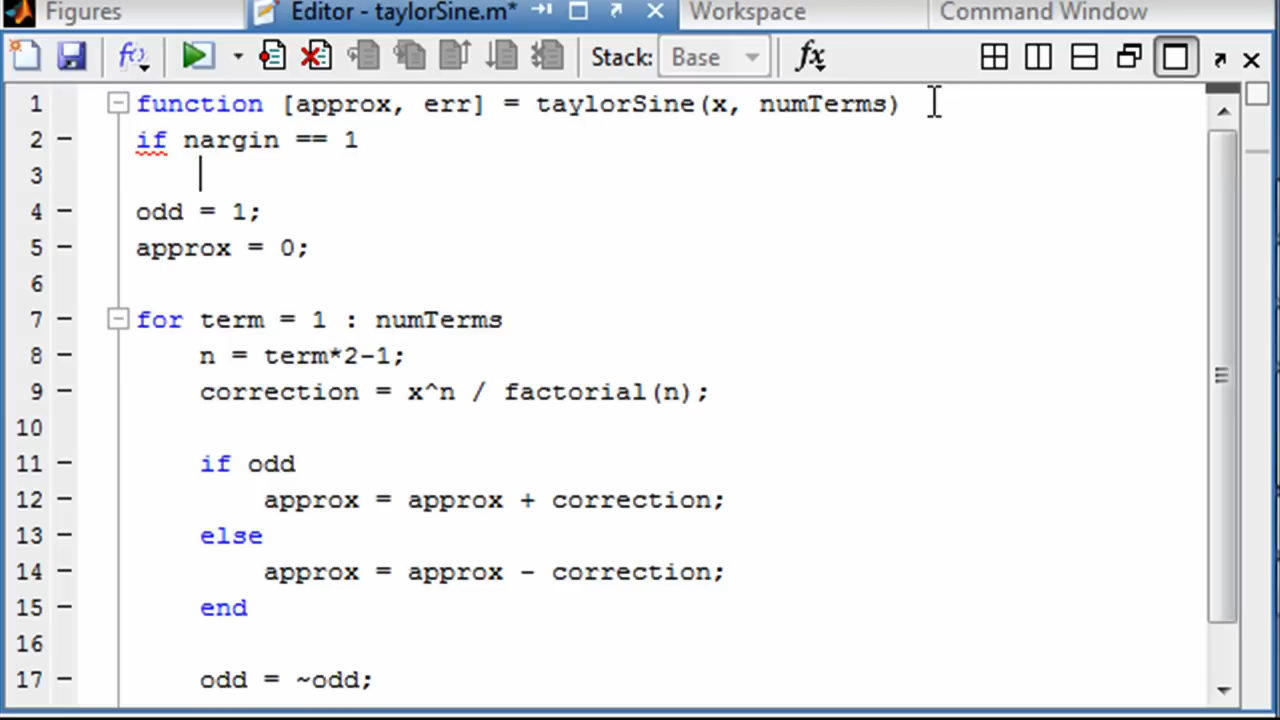 Figures Editor - taylorSine.m* Workspace Command Window
Stack: Base fx
1 function [approx, err] = taylorSine(x, numTerms)
2 if nargin == 1
3
4 odd = 1;
5 approx = 0;
6
7 for term = 1 : numTerms
8 n = term*2-1;
9 correction = x^n / factorial(n);
10
11 if odd
12 approx = approx + correction;
13 else
14 approx = approx - correction;
15 end
16
17 odd = ~odd;